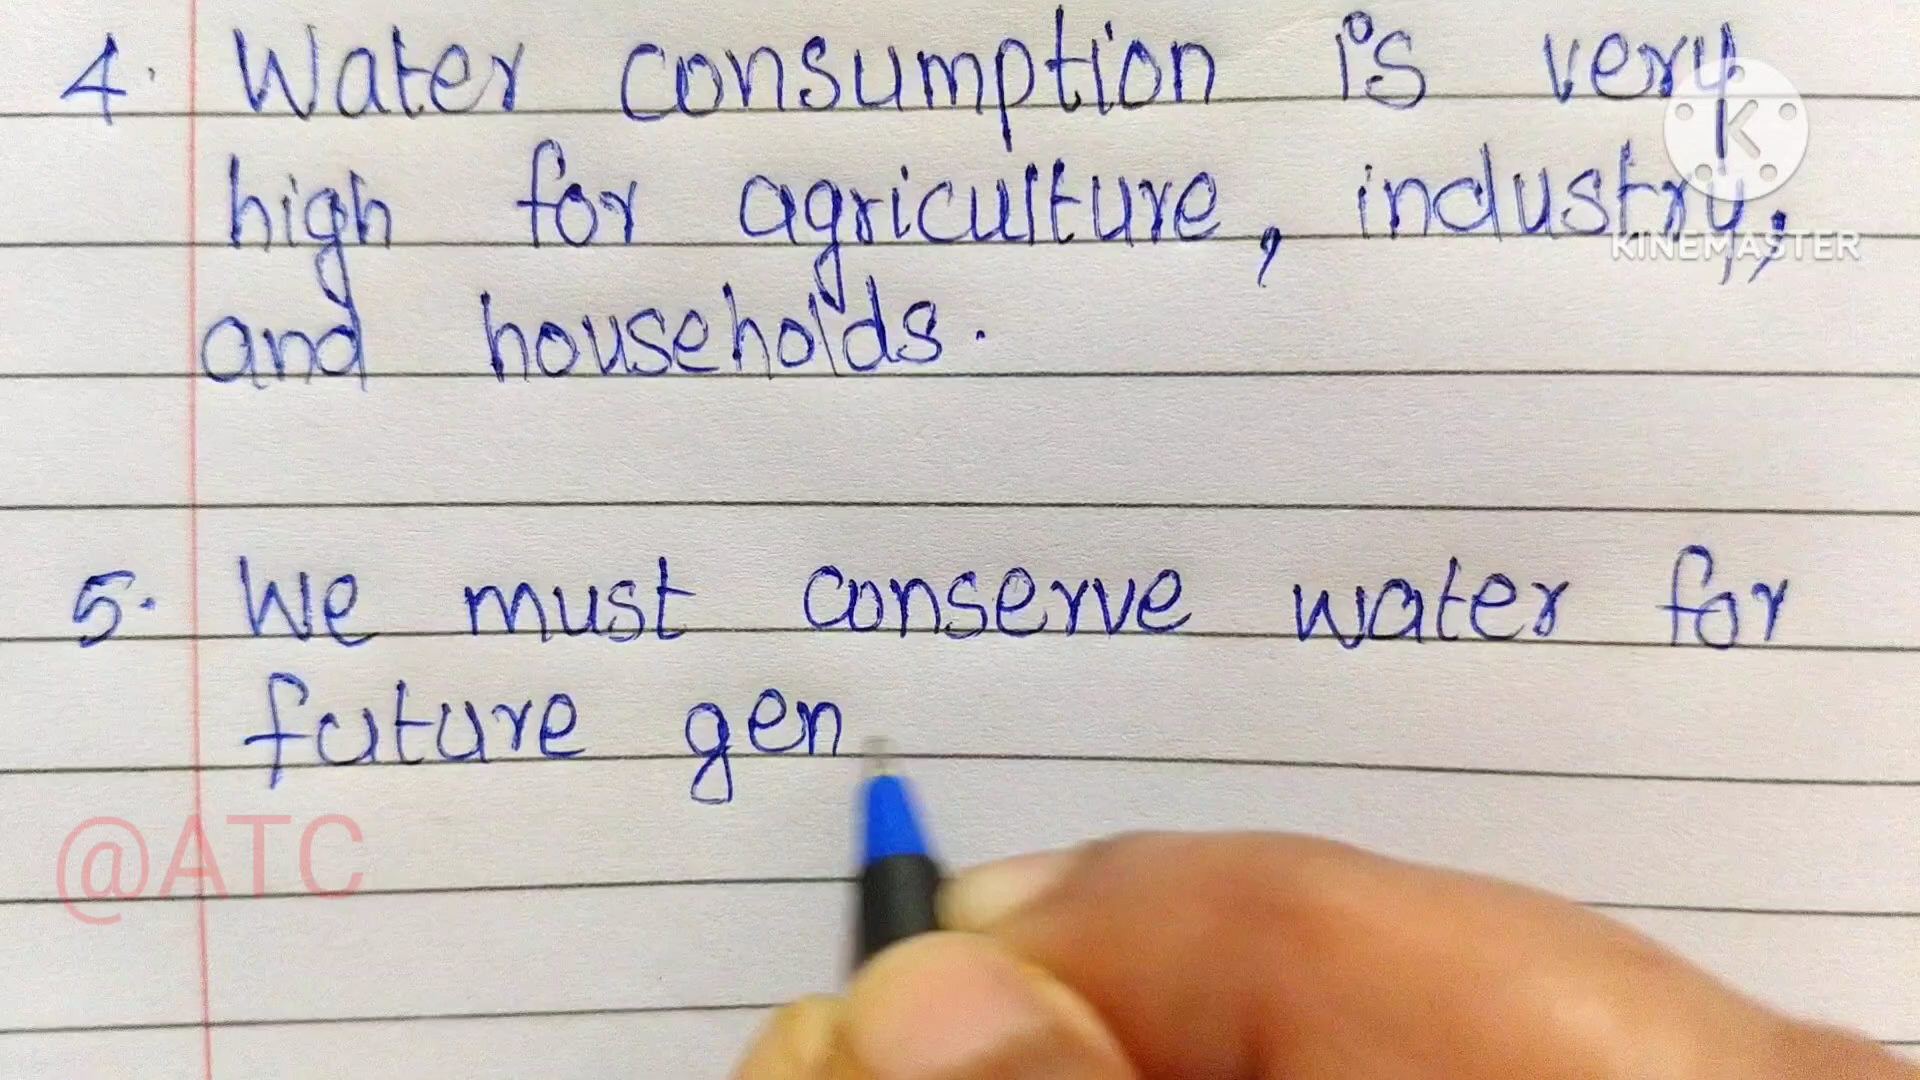 4. Water consumption is very
high for agriculture, industry,
and households.
5. We must conserve water for
future gen
K
KINEMASTER
@ATC